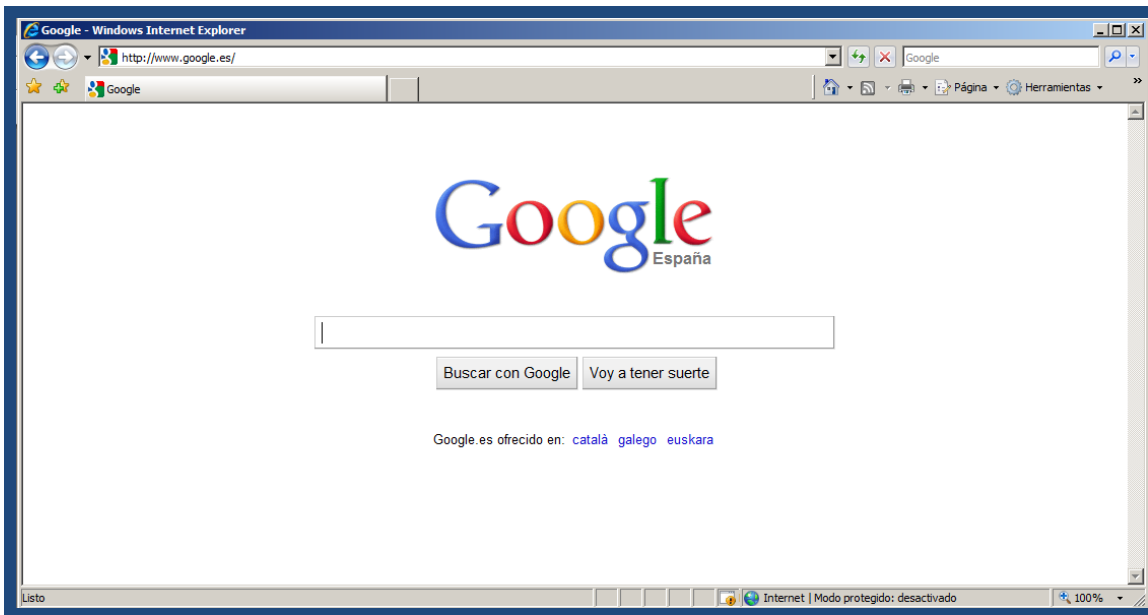 Google - Windows Internet Explorer
http://www.google.es/
Google
Google
Página
Herramientas
»
Google
España
Buscar con Google
Voy a tener suerte
Google.es ofrecido en: català galego euskara
Listo
Internet | Modo protegido: desactivado
100%